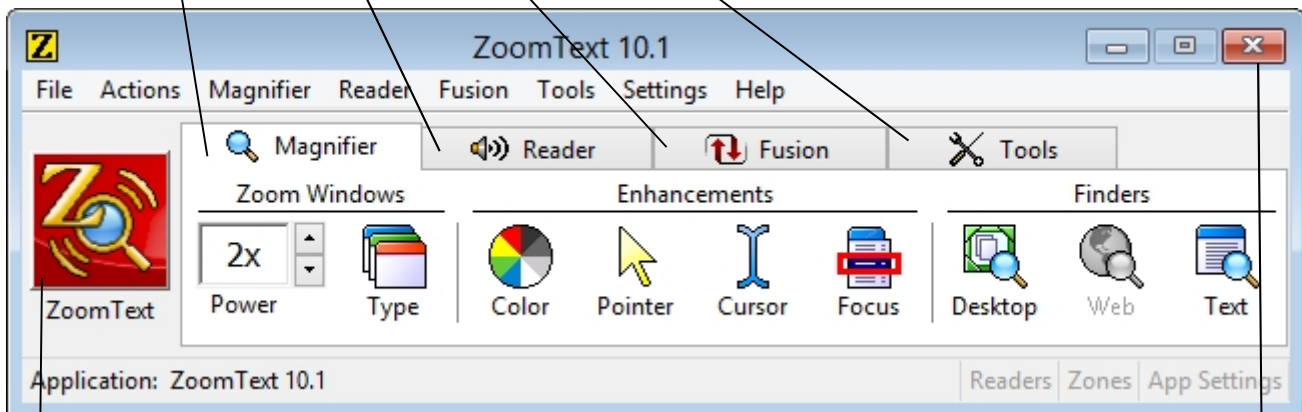 ZoomText 10.1
File Actions Magnifier Reader Fusion Tools Settings Help
Magnifier Reader Fusion Tools
Zoom Windows Enhancements Finders
2x
Power Type Color Pointer Cursor Focus Desktop Web Text
ZoomText
Application: ZoomText 10.1 Readers Zones App Settings